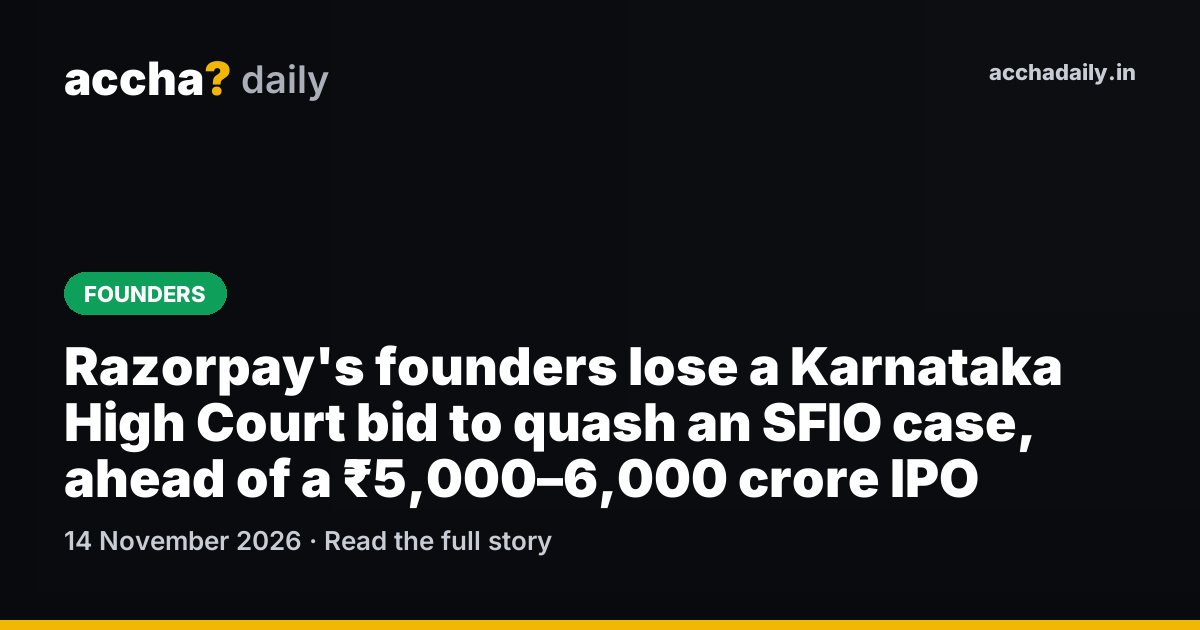 accha? daily
acchadaily.in
FOUNDERS
Razorpay's founders lose a Karnataka
High Court bid to quash an SFIO case,
ahead of a ₹5,000–6,000 crore IPO
14 November 2026 · Read the full story